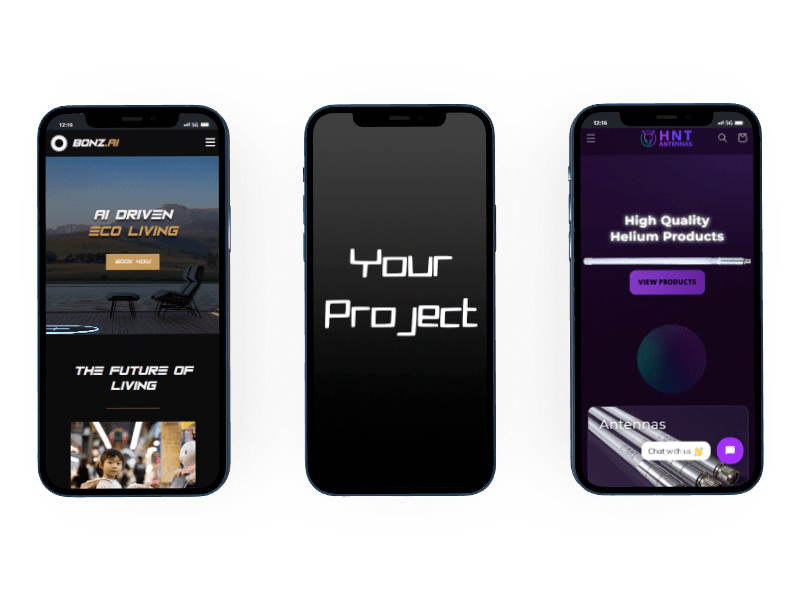 12:16
5G
BONZ.AI
AI DRIVEN
ECO LIVING
BOOK NOW
THE FUTURE OF
LIVING
Your
Project
12:16
5G
HNT
ANTENNAS
High Quality
Helium Products
VIEW PRODUCTS
Antennas
Chat with us 👋